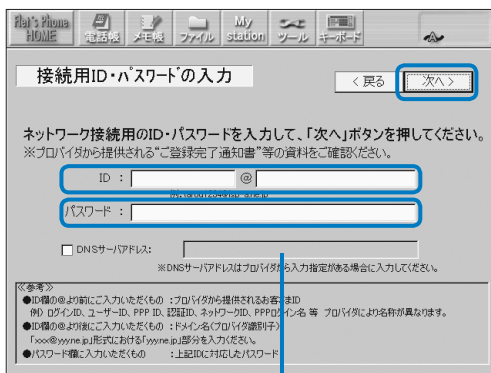 Flet's Phone HOME 電話帳 メモ帳 ファイル My station ツール キーボード
接続用ID・パスワードの入力
<戻る 次へ>
ネットワーク接続用のID・パスワードを入力して、「次へ」ボタンを押してください。
※プロバイダから提供される“ご登録完了通知書”等の資料をご確認ください。
ID : @
パスワード :
DNSサーバアドレス:
※DNSサーバアドレスはプロバイダから入力指定がある場合に入力してください。
≪参考≫
●ID欄の@より前にご入力いただくもの :プロバイダから提供されるお客さまID
例) ログインID、ユーザーID、PPP ID、認証ID、ネットワークID、PPPログイン名 等 プロバイダにより名称が異なります。
●ID欄の@より後にご入力いただくもの :ドメイン名(プロバイダ識別子)
「xxx@yyy.ne.jp」形式における「yyy.ne.jp」部分を入力ください。
●パスワード欄に入力いただくもの :上記IDに対応したパスワード